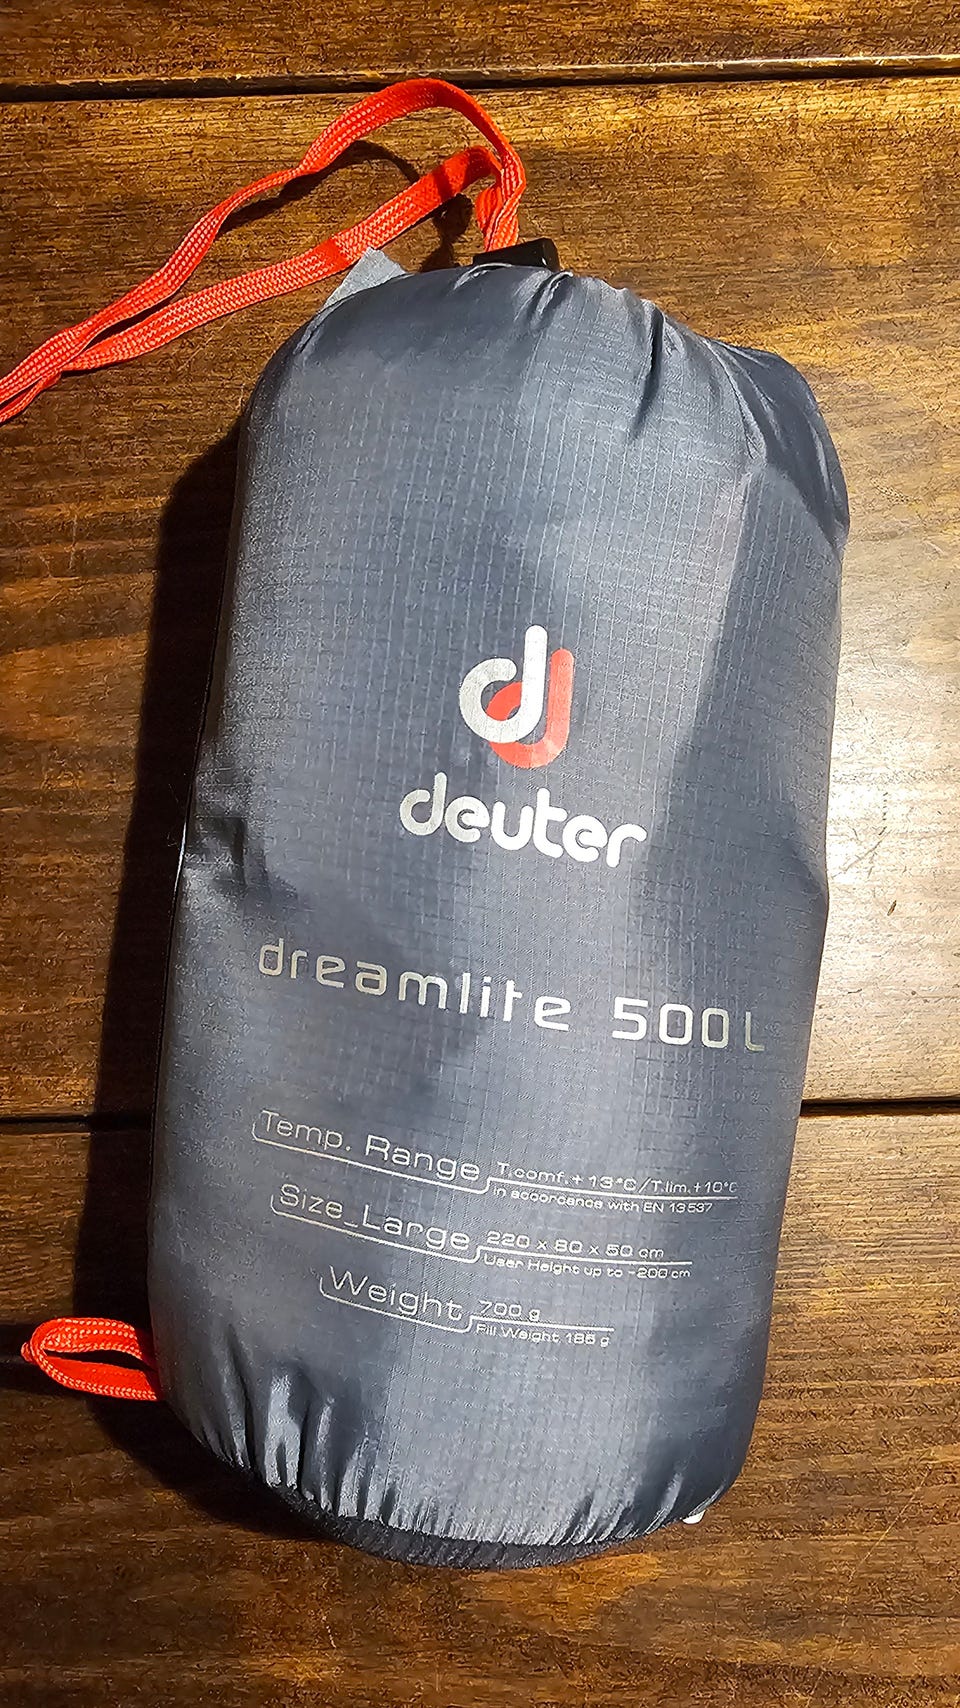 deuter
dreamlite 500L
Temp. Range T.comf.+13°C/T.lim.+10°C
in accordance with EN 13537
Size_Large 220 x 80 x 50 cm
User Height up to ~200 cm
Weight 700 g
Fill Weight 185 g